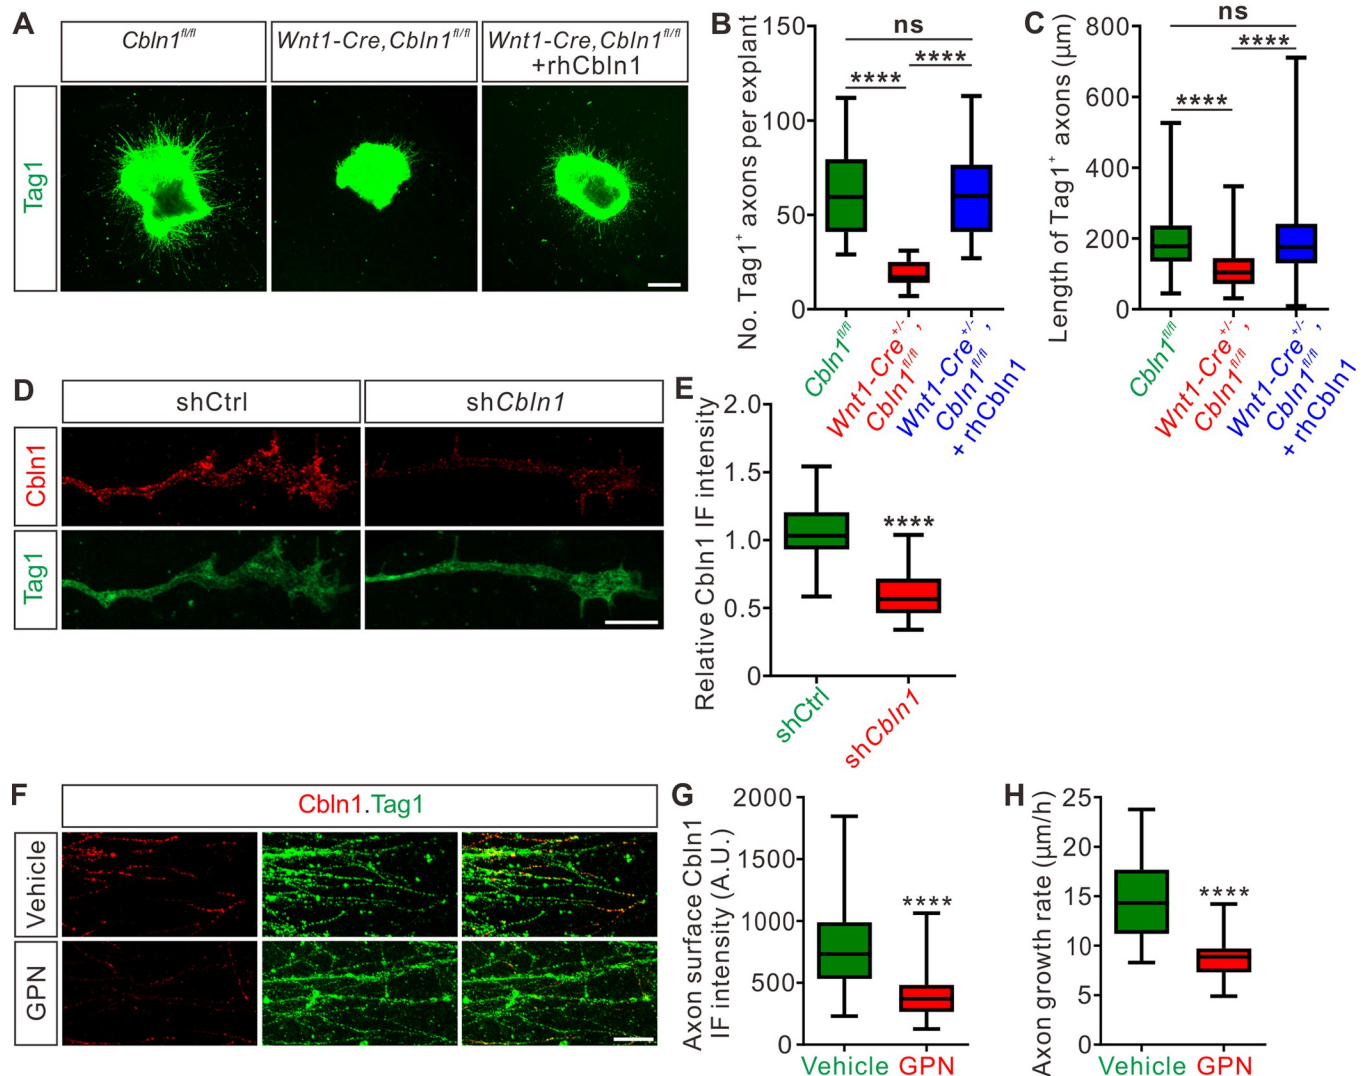 A
Cbln1fl/fl
Wnt1-Cre,Cbln1fl/fl
Wnt1-Cre,Cbln1fl/fl
+rhCbln1
Tag1
B
No. Tag1+ axons per explant
150
100
50
0
ns
****
****
Cbln1fl/fl
Wnt1-Cre+/-,
Cbln1fl/fl
Wnt1-Cre+/-,
Cbln1fl/fl
+ rhCbln1
C
Length of Tag1+ axons (μm)
800
600
400
200
0
ns
****
****
Cbln1fl/fl
Wnt1-Cre+/-,
Cbln1fl/fl
Wnt1-Cre+/-,
Cbln1fl/fl
+ rhCbln1
D
shCtrl
shCbln1
Cbln1
Tag1
E
Relative Cbln1 IF intensity
2.0
1.5
1.0
0.5
0
****
shCtrl
shCbln1
F
Cbln1.Tag1
Vehicle
GPN
G
Axon surface Cbln1
IF intensity (A.U.)
2000
1500
1000
500
0
****
Vehicle
GPN
H
Axon growth rate (μm/h)
25
20
15
10
5
0
****
Vehicle
GPN